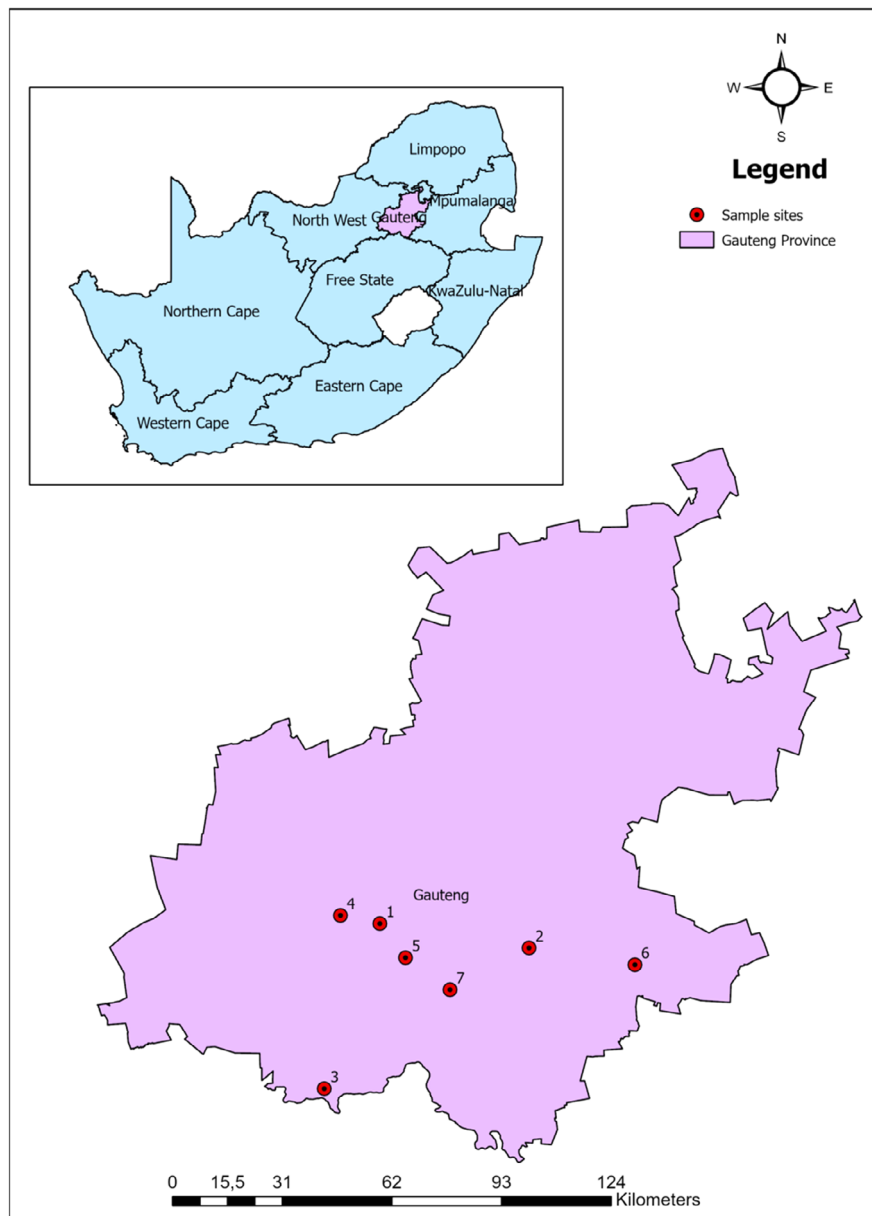 N
W E
S
Legend
Sample sites
Gauteng Province
Limpopo
Mpumalanga
North West Gauteng
Free State
KwaZulu-Natal
Northern Cape
Eastern Cape
Western Cape
Gauteng
4
1
2
5
6
7
3
0 15,5 31 62 93 124
Kilometers